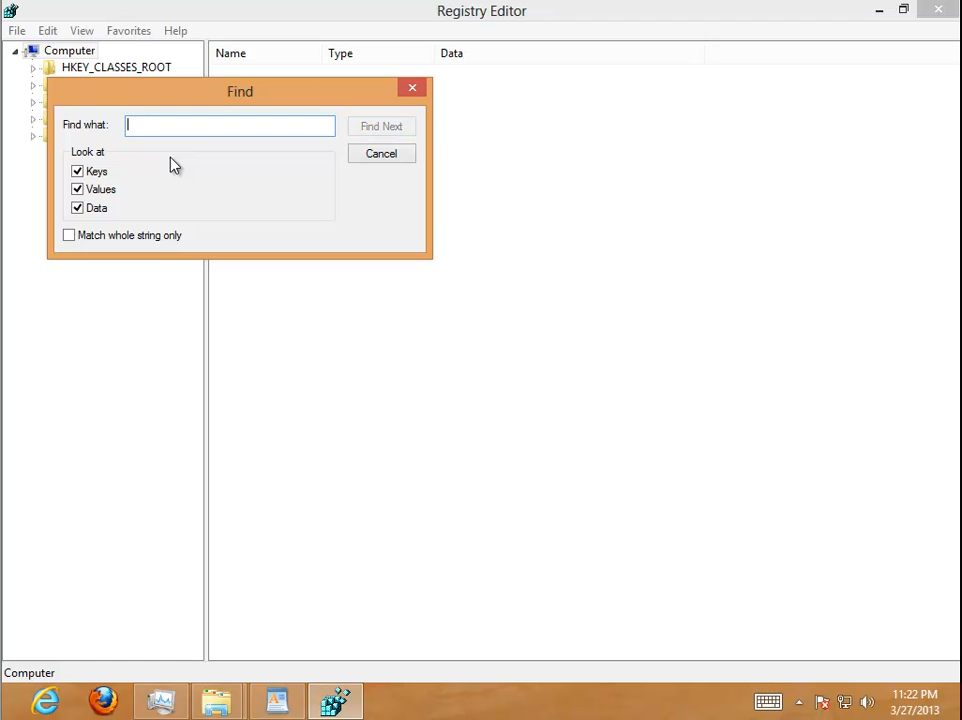 Registry Editor
File Edit View Favorites Help
Computer
HKEY_CLASSES_ROOT
Name Type Data
Find
Find what:
Find Next
Look at
Cancel
Keys
Values
Data
Match whole string only
Computer
11:22 PM
3/27/2013